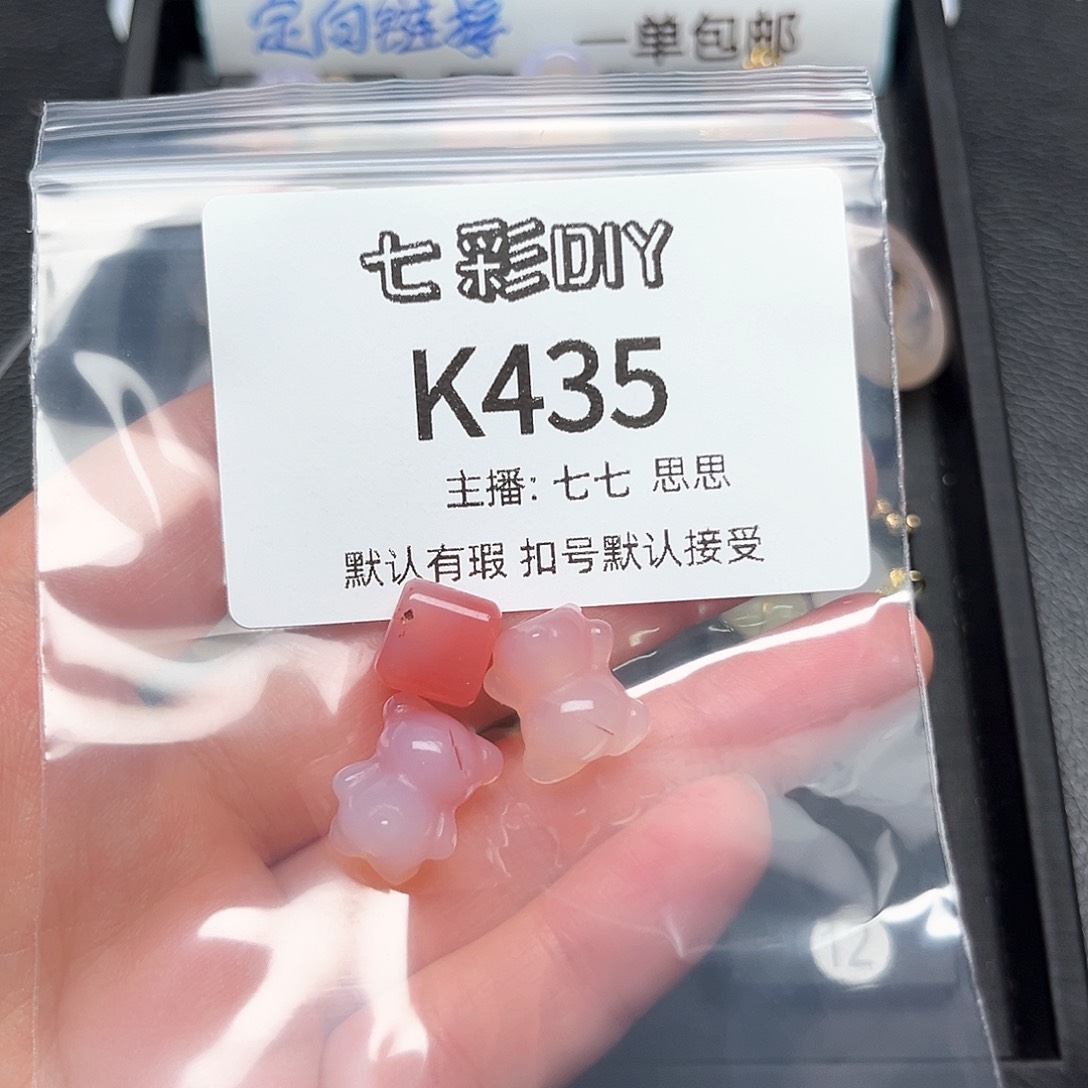 定向链接 一单包邮
七彩DIY
K435
主播: 七七 思思
默认有瑕 扣号默认接受
12